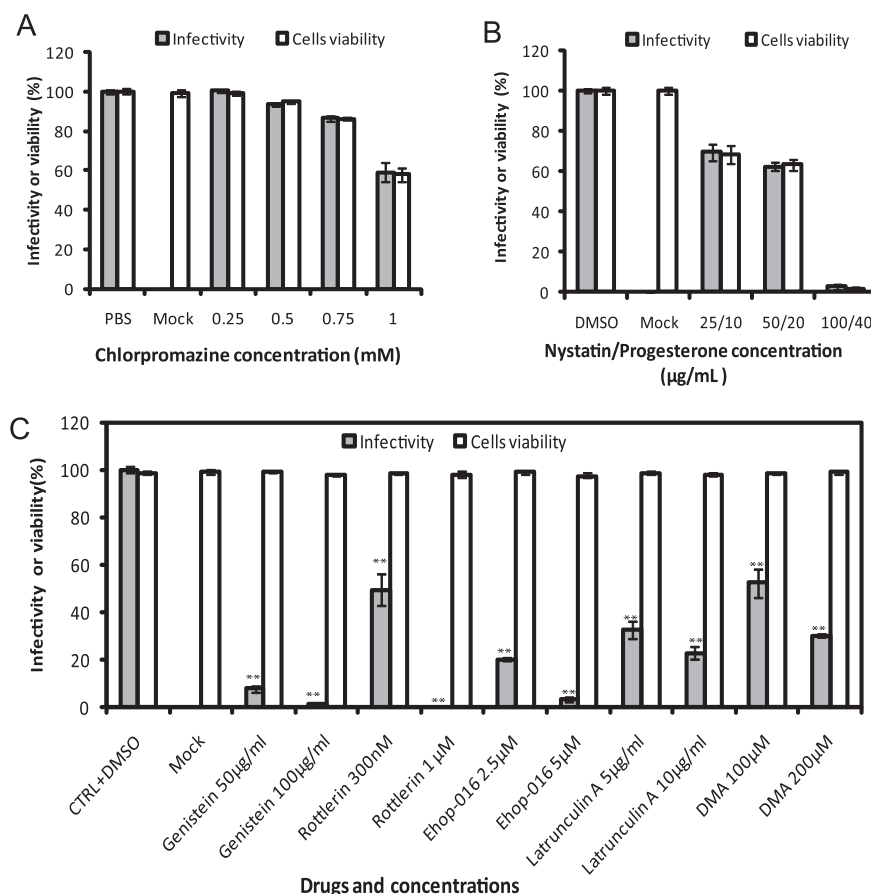 A
Infectivity Cells viability
Infectivity or viability (%)
120
100
80
60
40
20
0
PBS Mock 0.25 0.5 0.75 1
Chlorpromazine concentration (mM)
B
Infectivity Cells viability
Infectivity or viability (%)
120
100
80
60
40
20
0
DMSO Mock 25/10 50/20 100/40
Nystatin/Progesterone concentration
(µg/mL )
C
Infectivity Cells viability
Infectivity or viability(%)
120
100
80
60
40
20
0
** ** ** ** ** ** ** ** ** **
CTRL+DMSO
Mock
Genistein 50µg/ml
Genistein 100µg/ml
Rottlerin 300nM
Rottlerin 1 µM
Ehop-016 2.5µM
Ehop-016 5µM
Latrunculin A 5µg/ml
Latrunculin A 10µg/ml
DMA 100µM
DMA 200µM
Drugs and concentrations